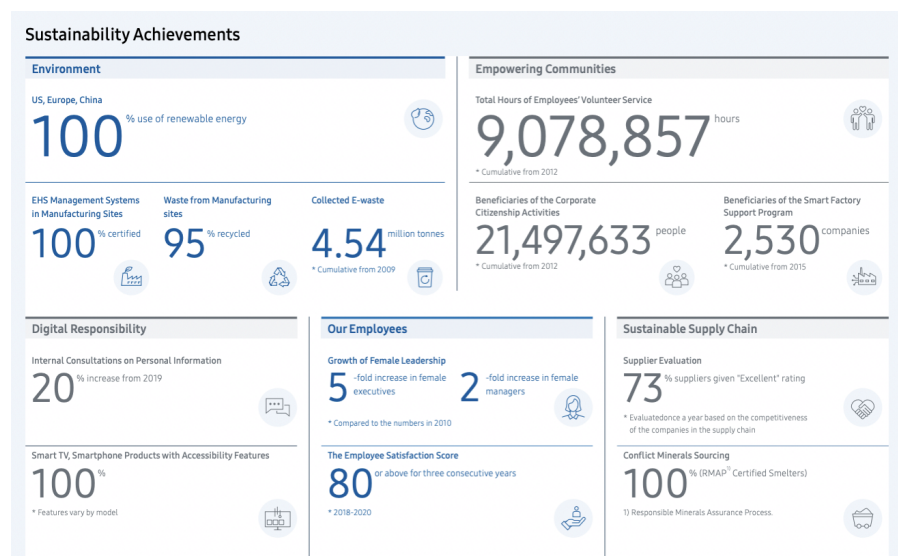 Sustainability Achievements
Environment
US, Europe, China
100 % use of renewable energy
EHS Management Systems
in Manufacturing Sites
100 % certified
Waste from Manufacturing
sites
95 % recycled
Collected E-waste
4.54 million tonnes
* Cumulative from 2009
Empowering Communities
Total Hours of Employees' Volunteer Service
9,078,857 hours
* Cumulative from 2012
Beneficiaries of the Corporate
Citizenship Activities
21,497,633 people
* Cumulative from 2012
Beneficiaries of the Smart Factory
Support Program
2,530 companies
* Cumulative from 2015
Digital Responsibility
Internal Consultations on Personal Information
20 % increase from 2019
Smart TV, Smartphone Products with Accessibility Features
100 %
* Features vary by model
Our Employees
Growth of Female Leadership
5 -fold increase in female
executives
2 -fold increase in female
managers
* Compared to the numbers in 2010
The Employee Satisfaction Score
80 or above for three consecutive years
* 2018-2020
Sustainable Supply Chain
Supplier Evaluation
73 % suppliers given "Excellent" rating
* Evaluatedonce a year based on the competitiveness
of the companies in the supply chain
Conflict Minerals Sourcing
100 % (RMAP¹⁾ Certified Smelters)
1) Responsible Minerals Assurance Process.